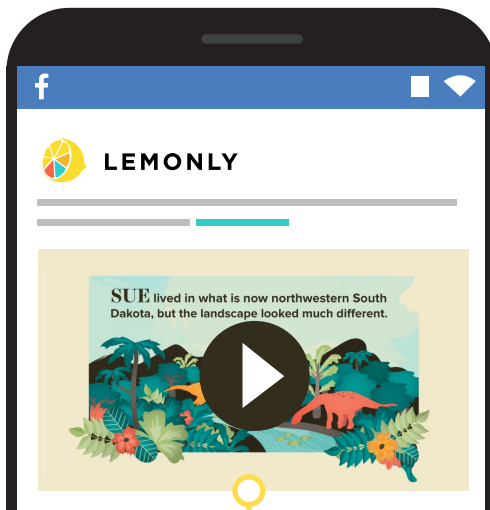 LEMONLY
SUE lived in what is now northwestern South
Dakota, but the landscape looked much different.